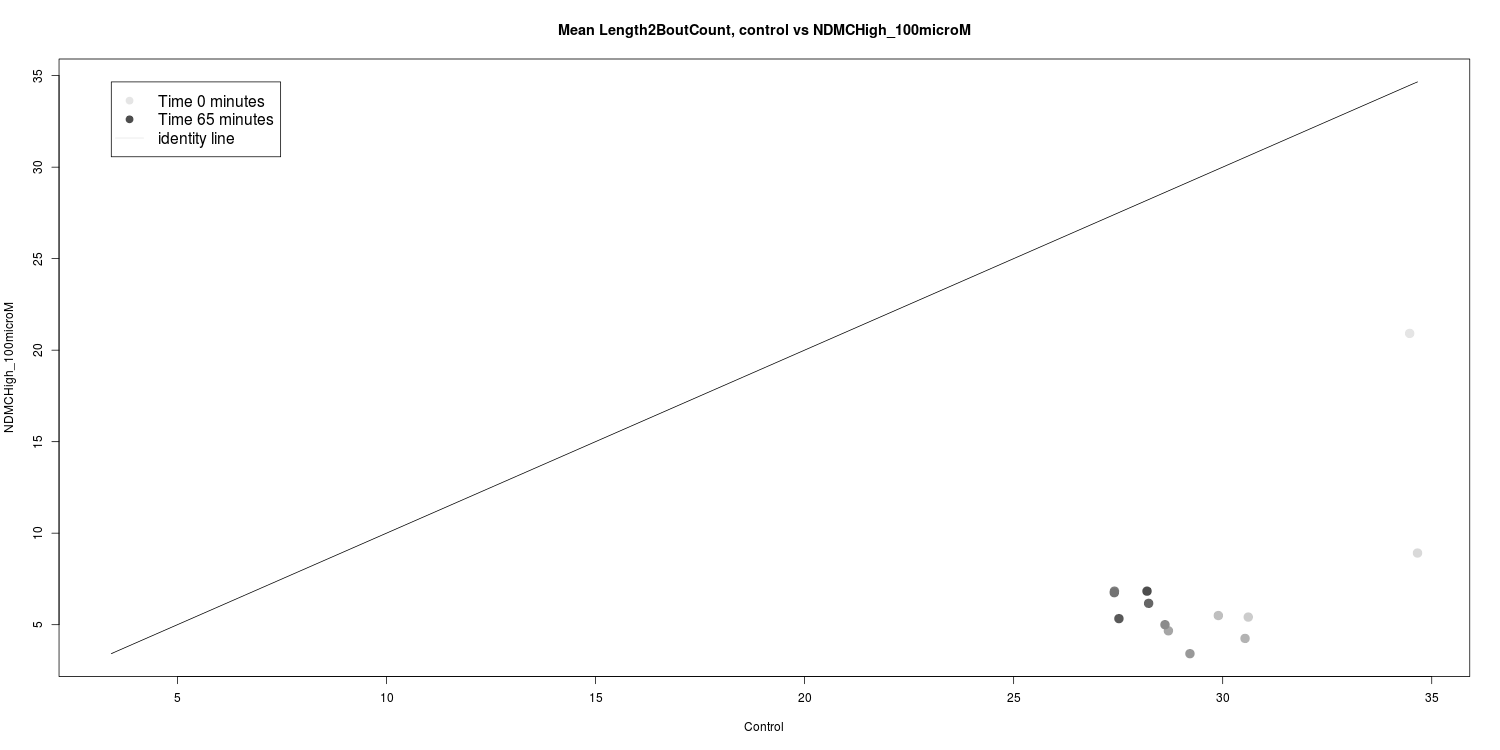 Mean Length2BoutCount, control vs NDMCHigh_100microM
Time 0 minutes
Time 65 minutes
identity line
NDMCHigh_100microM
35
30
25
20
15
10
5
5
10
15
20
25
30
35
Control